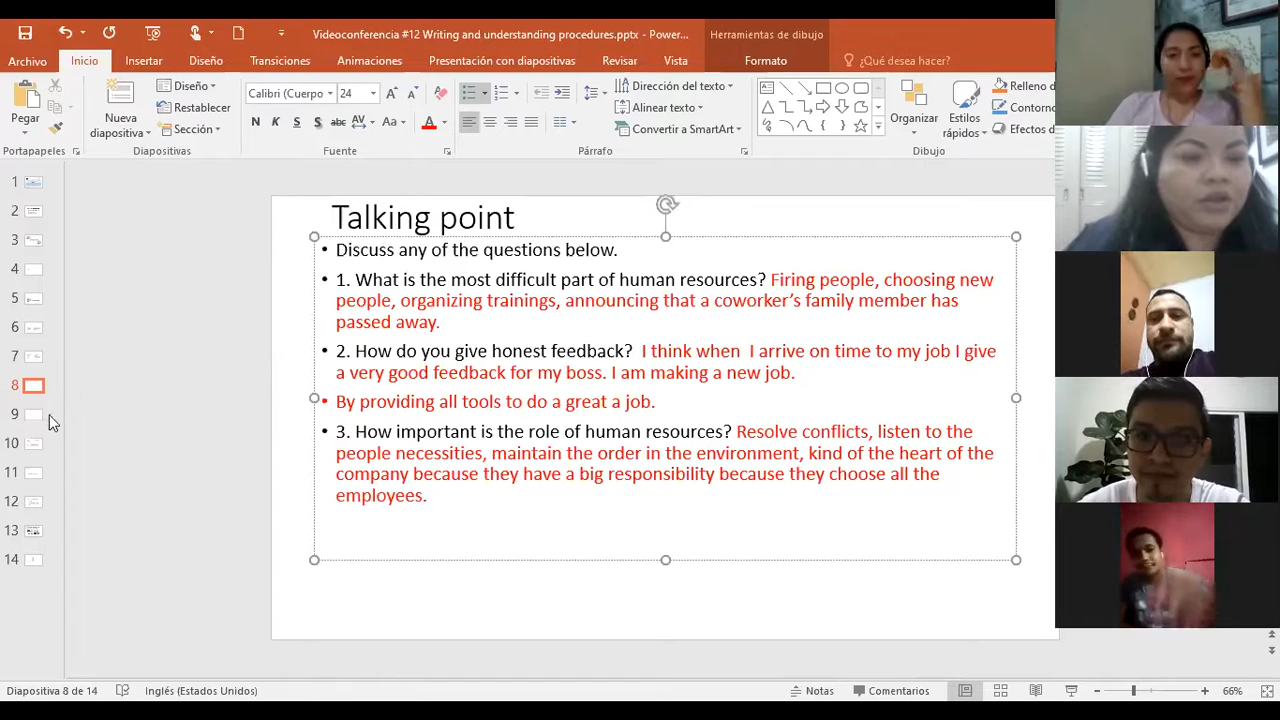 Videoconferencia #12 Writing and understanding procedures.pptx - Powe...
Herramientas de dibujo
Archivo
Inicio
Insertar
Diseño
Transiciones
Animaciones
Presentación con diapositivas
Revisar
Vista
Formato
¿Qué desea hacer?
Pegar
Portapapeles
Nueva
diapositiva
Diseño
Restablecer
Sección
Diapositivas
Calibri (Cuerpo)
24
N K S S abc AV Aa A
Fuente
Párrafo
Dirección del texto
Alinear texto
Convertir a SmartArt
Organizar
Estilos
rápidos
Relleno de
Contorno
Efectos d
Dibujo
1
2
3
4
5
6
7
8
9
10
11
12
13
14
Talking point
• Discuss any of the questions below.
• 1. What is the most difficult part of human resources? Firing people, choosing new
people, organizing trainings, announcing that a coworker's family member has
passed away.
• 2. How do you give honest feedback? I think when I arrive on time to my job I give
a very good feedback for my boss. I am making a new job.
• By providing all tools to do a great a job.
• 3. How important is the role of human resources? Resolve conflicts, listen to the
people necessities, maintain the order in the environment, kind of the heart of the
company because they have a big responsibility because they choose all the
employees.
Diapositiva 8 de 14
Inglés (Estados Unidos)
Notas
Comentarios
66%